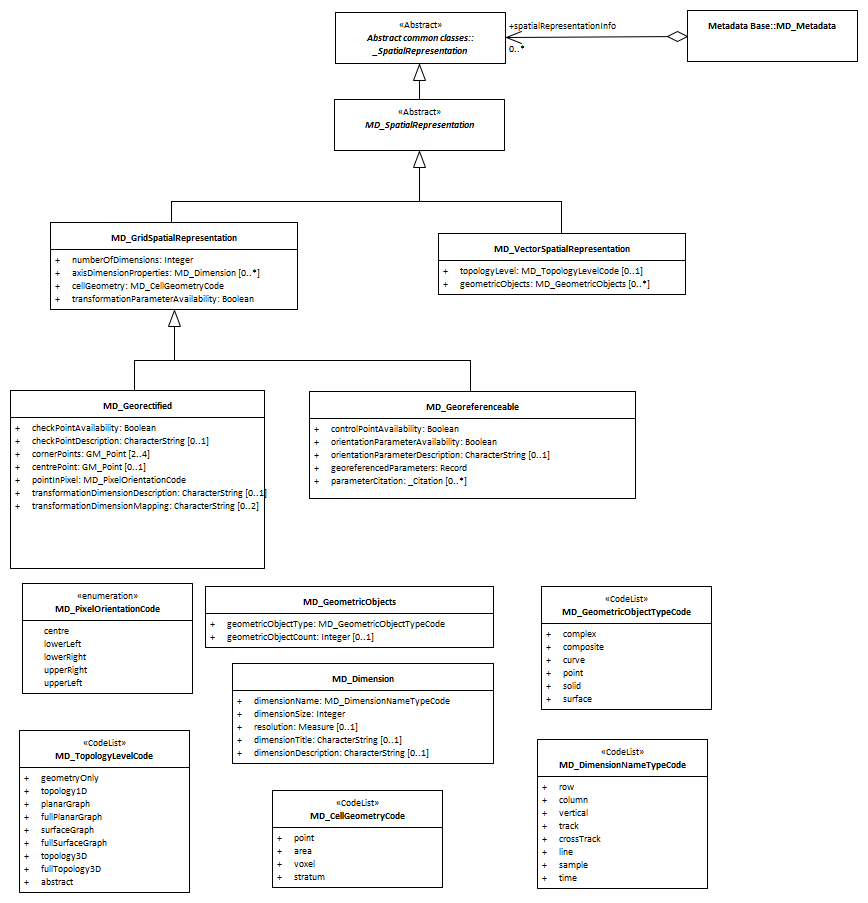 «Abstract»
Abstract common classes::
_SpatialRepresentation
+spatialRepresentationInfo
0..*
Metadata Base::MD_Metadata
«Abstract»
MD_SpatialRepresentation
MD_GridSpatialRepresentation
+ numberOfDimensions: Integer
+ axisDimensionProperties: MD_Dimension [0..*]
+ cellGeometry: MD_CellGeometryCode
+ transformationParameterAvailability: Boolean
MD_VectorSpatialRepresentation
+ topologyLevel: MD_TopologyLevelCode [0..1]
+ geometricObjects: MD_GeometricObjects [0..*]
MD_Georectified
+ checkPointAvailability: Boolean
+ checkPointDescription: CharacterString [0..1]
+ cornerPoints: GM_Point [2..4]
+ centrePoint: GM_Point [0..1]
+ pointInPixel: MD_PixelOrientationCode
+ transformationDimensionDescription: CharacterString [0..1]
+ transformationDimensionMapping: CharacterString [0..2]
MD_Georeferenceable
+ controlPointAvailability: Boolean
+ orientationParameterAvailability: Boolean
+ orientationParameterDescription: CharacterString [0..1]
+ georeferencedParameters: Record
+ parameterCitation: _Citation [0..*]
«enumeration»
MD_PixelOrientationCode
centre
lowerLeft
lowerRight
upperRight
upperLeft
MD_GeometricObjects
+ geometricObjectType: MD_GeometricObjectTypeCode
+ geometricObjectCount: Integer [0..1]
«CodeList»
MD_GeometricObjectTypeCode
+ complex
+ composite
+ curve
+ point
+ solid
+ surface
MD_Dimension
+ dimensionName: MD_DimensionNameTypeCode
+ dimensionSize: Integer
+ resolution: Measure [0..1]
+ dimensionTitle: CharacterString [0..1]
+ dimensionDescription: CharacterString [0..1]
«CodeList»
MD_TopologyLevelCode
+ geometryOnly
+ topology1D
+ planarGraph
+ fullPlanarGraph
+ surfaceGraph
+ fullSurfaceGraph
+ topology3D
+ fullTopology3D
+ abstract
«CodeList»
MD_CellGeometryCode
+ point
+ area
+ voxel
+ stratum
«CodeList»
MD_DimensionNameTypeCode
+ row
+ column
+ vertical
+ track
+ crossTrack
+ line
+ sample
+ time